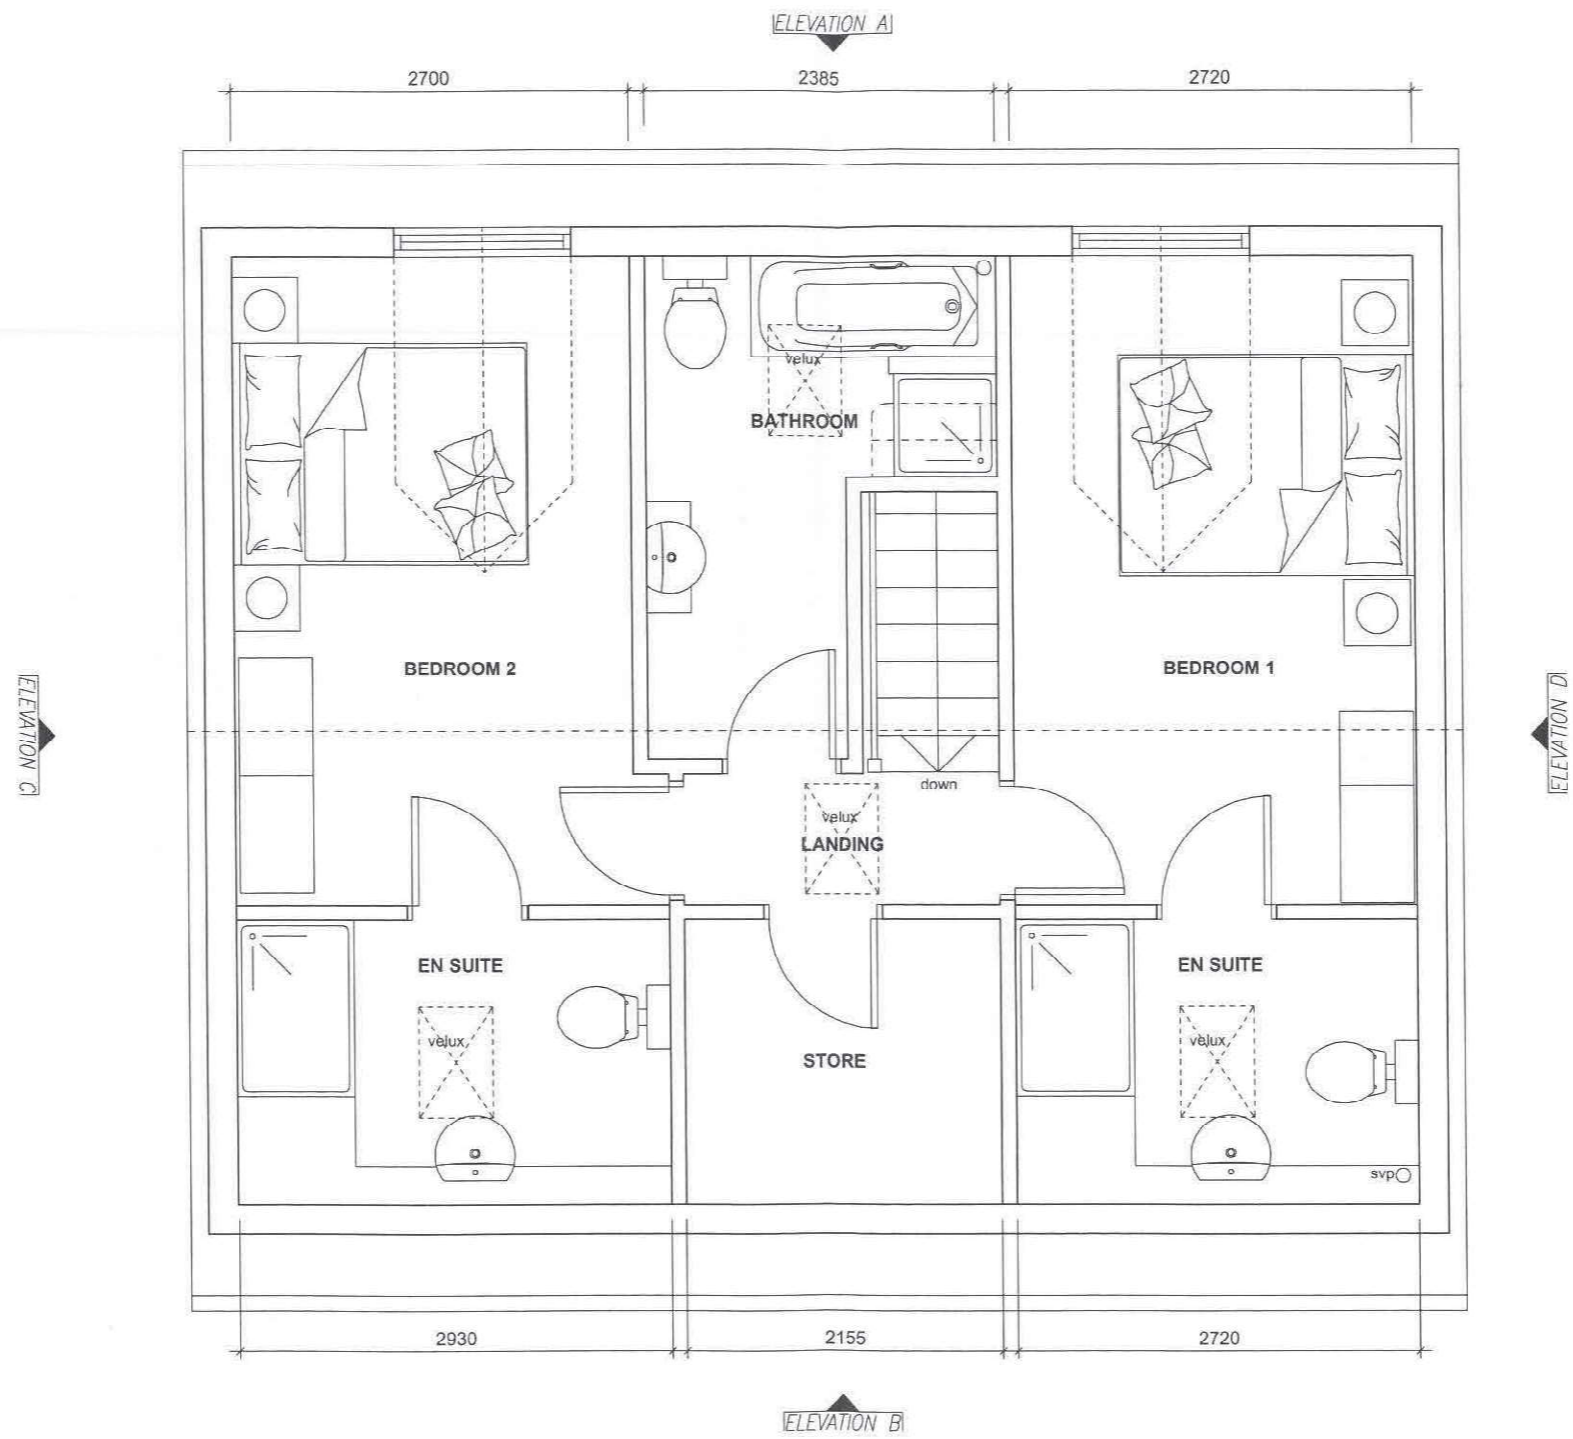 ELEVATION A
2700
2385
2720
velux
BATHROOM
BEDROOM 2
BEDROOM 1
ELEVATION C
ELEVATION D
down
velux
LANDING
EN SUITE
EN SUITE
velux
velux
STORE
svp
2930
2155
2720
ELEVATION B